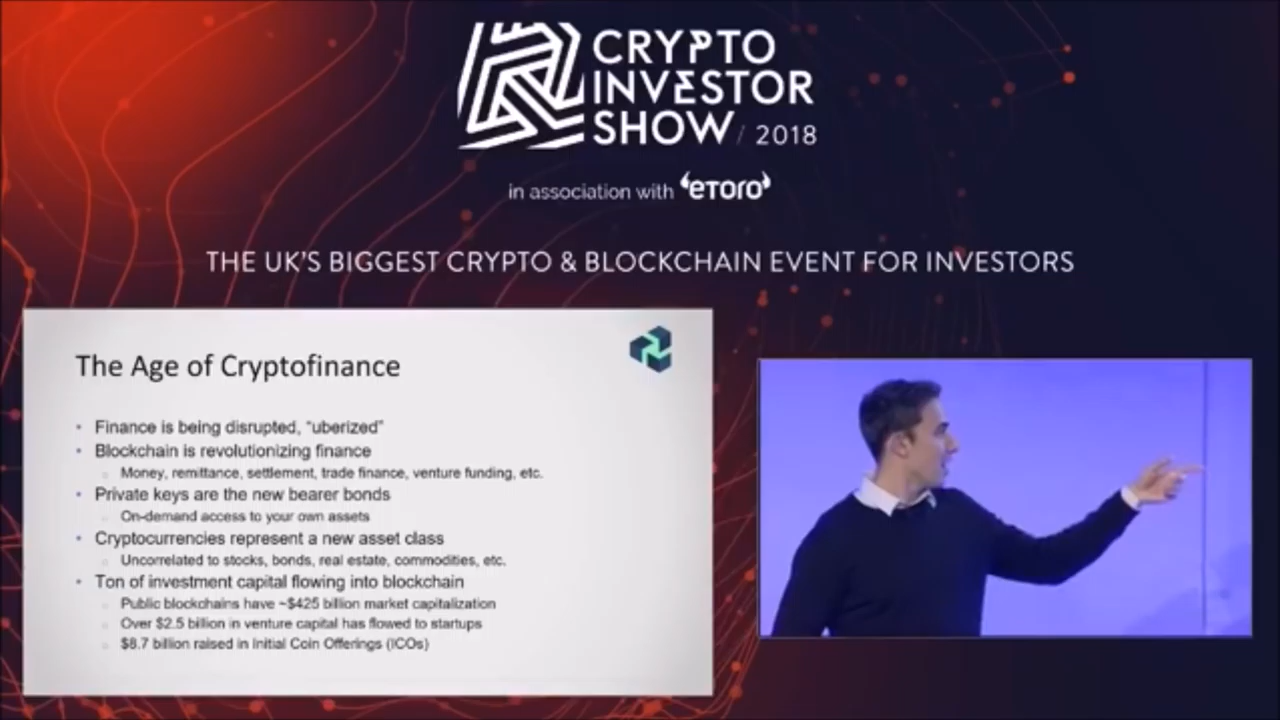 CRYPTO
INVESTOR
SHOW / 2018
in association with eToro
THE UK'S BIGGEST CRYPTO & BLOCKCHAIN EVENT FOR INVESTORS
The Age of Cryptofinance
• Finance is being disrupted, "uberized"
• Blockchain is revolutionizing finance
○ Money, remittance, settlement, trade finance, venture funding, etc.
• Private keys are the new bearer bonds
○ On-demand access to your own assets
• Cryptocurrencies represent a new asset class
○ Uncorrelated to stocks, bonds, real estate, commodities, etc.
• Ton of investment capital flowing into blockchain
○ Public blockchains have ~$425 billion market capitalization
○ Over $2.5 billion in venture capital has flowed to startups
○ $8.7 billion raised in Initial Coin Offerings (ICOs)